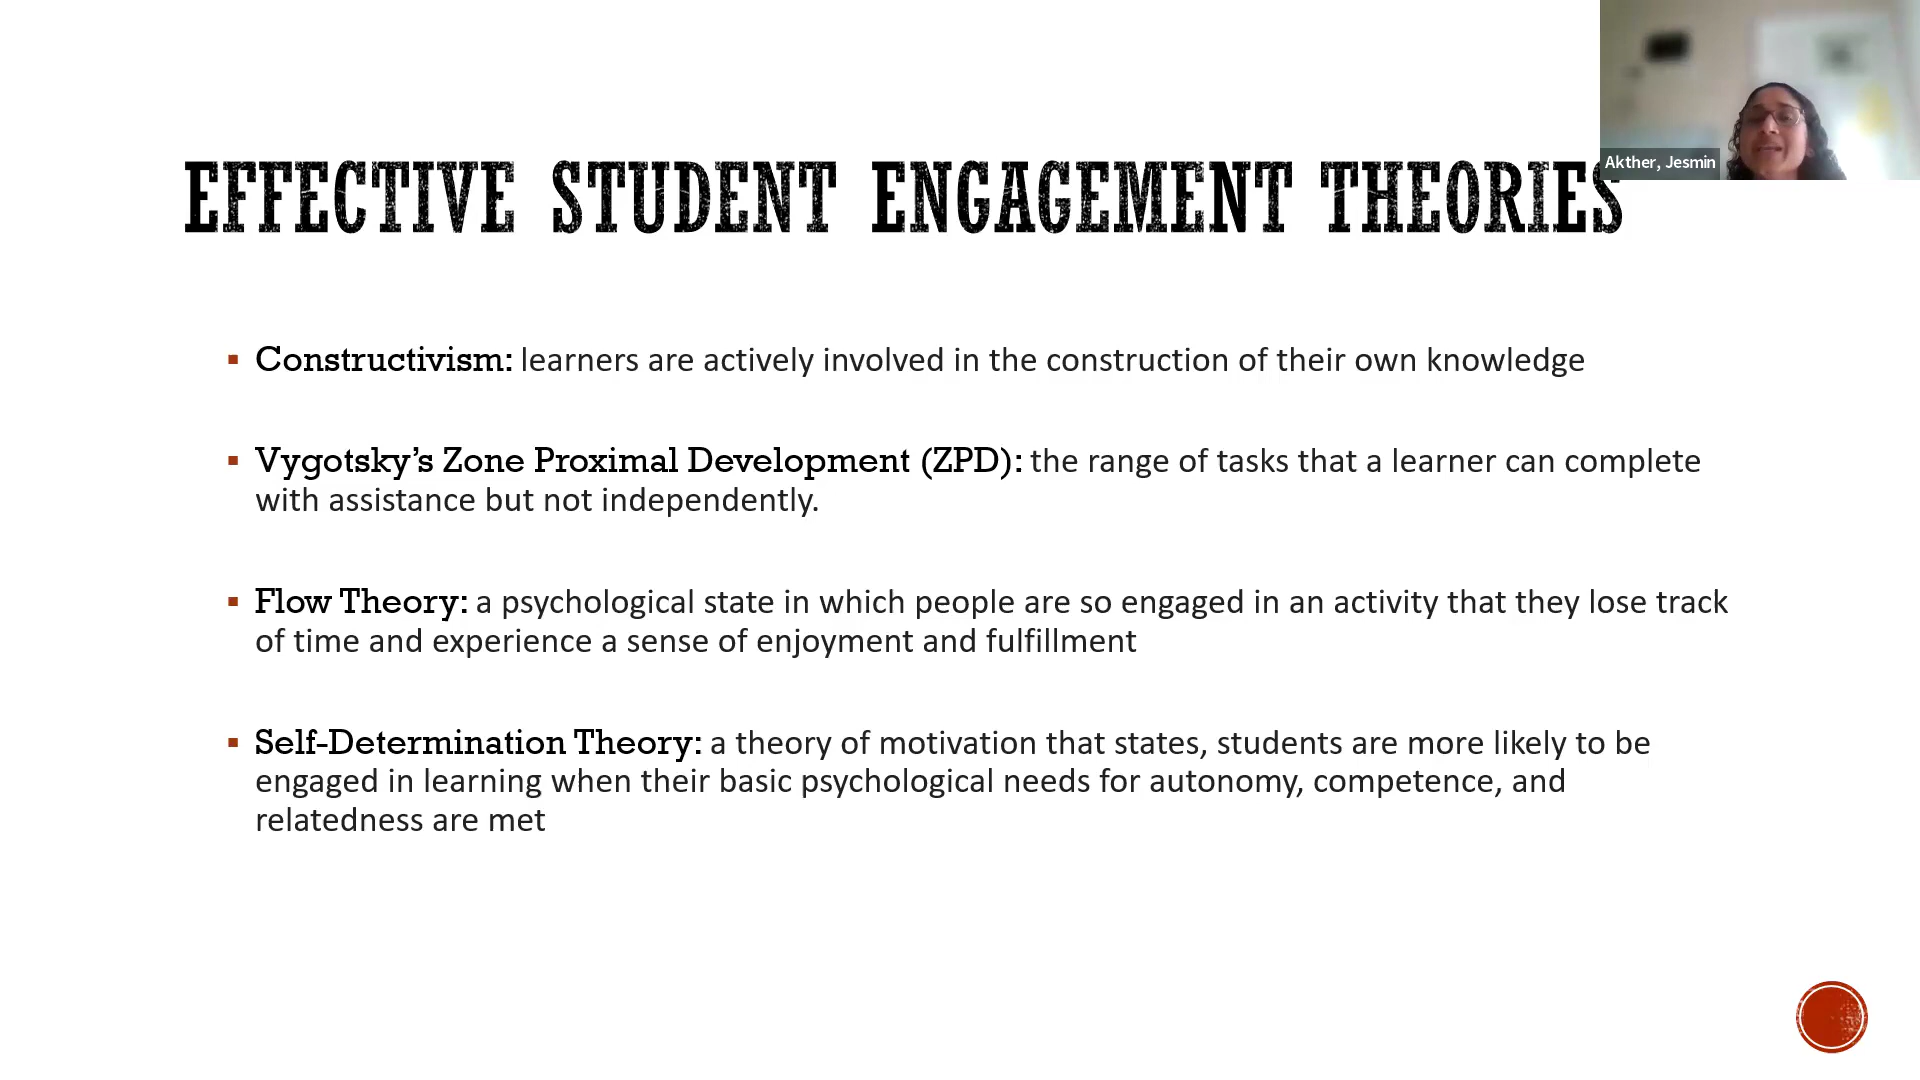 Akther, Jesmin
EFFECTIVE STUDENT ENGAGEMENT THEORIES
▪ Constructivism: learners are actively involved in the construction of their own knowledge
▪ Vygotsky’s Zone Proximal Development (ZPD): the range of tasks that a learner can complete
with assistance but not independently.
▪ Flow Theory: a psychological state in which people are so engaged in an activity that they lose track
of time and experience a sense of enjoyment and fulfillment
▪ Self-Determination Theory: a theory of motivation that states, students are more likely to be
engaged in learning when their basic psychological needs for autonomy, competence, and
relatedness are met